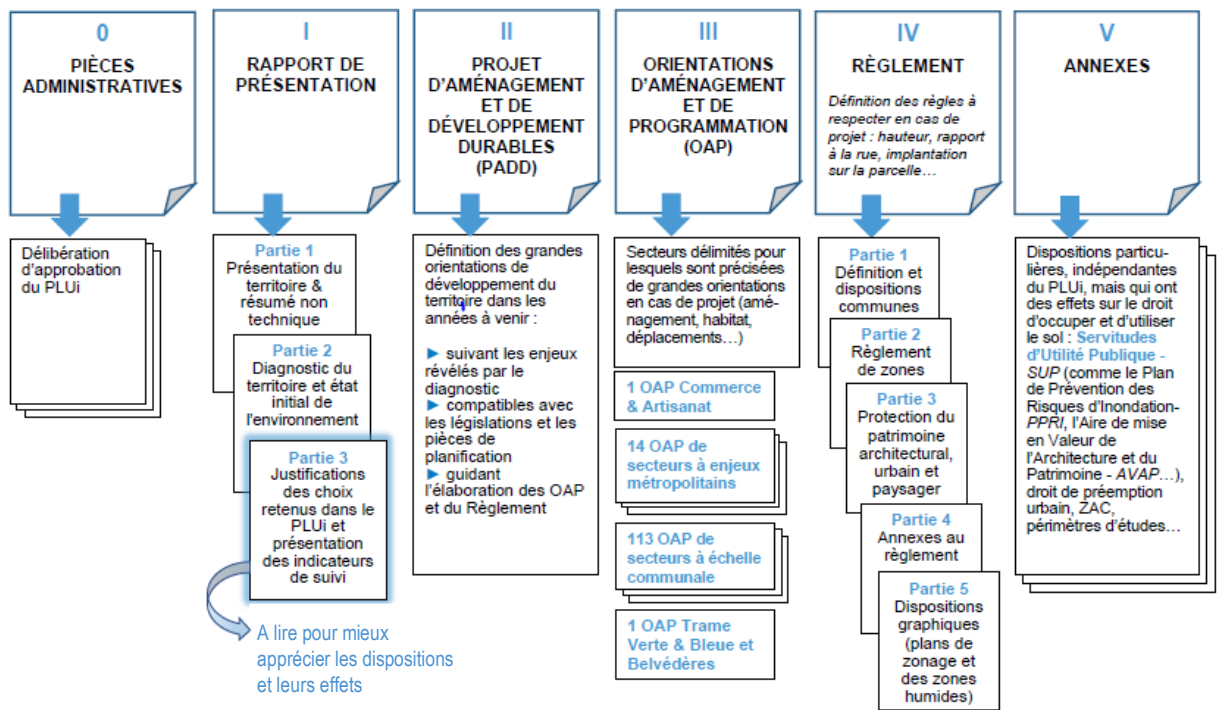 0
PIÈCES
ADMINISTRATIVES
Délibération
d'approbation
du PLUi
I
RAPPORT DE
PRÉSENTATION
Partie 1
Présentation du
territoire &
résumé non
technique
Partie 2
Diagnostic du
territoire et état
initial de
l'environnement
Partie 3
Justifications
des choix
retenus dans le
PLUi et
présentation
des indicateurs
de suivi
A lire pour mieux
apprécier les dispositions
et leurs effets
II
PROJET
D'AMÉNAGEMENT
ET DE
DÉVELOPPEMENT
DURABLES
(PADD)
Définition des grandes
orientations de
développement du
territoire dans les
années à venir :
► suivant les enjeux
révélés par le
diagnostic
► compatibles avec
les législations et les
pièces de
planification
► guidant
l'élaboration des OAP
et du Règlement
III
ORIENTATIONS
D'AMÉNAGEMENT
ET DE
PROGRAMMATION
(OAP)
Secteurs délimités pour
lesquels sont précisées
de grandes orientations
en cas de projet (amé-
nagement, habitat,
déplacements…)
1 OAP Commerce
& Artisanat
14 OAP de
secteurs à enjeux
métropolitains
113 OAP de
secteurs à échelle
communale
1 OAP Trame
Verte & Bleue et
Belvédères
IV
RÈGLEMENT
Définition des règles à
respecter en cas de
projet : hauteur, rapport
à la rue, implantation
sur la parcelle…
Partie 1
Définition et
dispositions
communes
Partie 2
Règlement
de zones
Partie 3
Protection du
patrimoine
architectural,
urbain et
paysager
Partie 4
Annexes au
règlement
Partie 5
Dispositions
graphiques
(plans de
zonage et
des zones
humides)
V
ANNEXES
Dispositions particu-
lières, indépendantes
du PLUi, mais qui ont
des effets sur le droit
d'occuper et d'utiliser
le sol : Servitudes
d'Utilité Publique -
SUP (comme le Plan
de Prévention des
Risques d'Inondation-
PPRI, l'Aire de mise
en Valeur de
l'Architecture et du
Patrimoine - AVAP…),
droit de préemption
urbain, ZAC,
périmètres d'études…